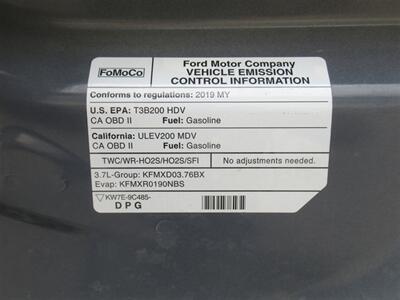 FoMoCo
Ford Motor Company
VEHICLE EMISSION
CONTROL INFORMATION
Conforms to regulations: 2019 MY
U.S. EPA: T3B200 HDV
CA OBD II Fuel: Gasoline
California: ULEV200 MDV
CA OBD II Fuel: Gasoline
TWC/WR-HO2S/HO2S/SFI No adjustments needed.
3.7L-Group: KFMXD03.76BX
Evap: KFMXR0190NBS
KW7E-9C485-
D P G